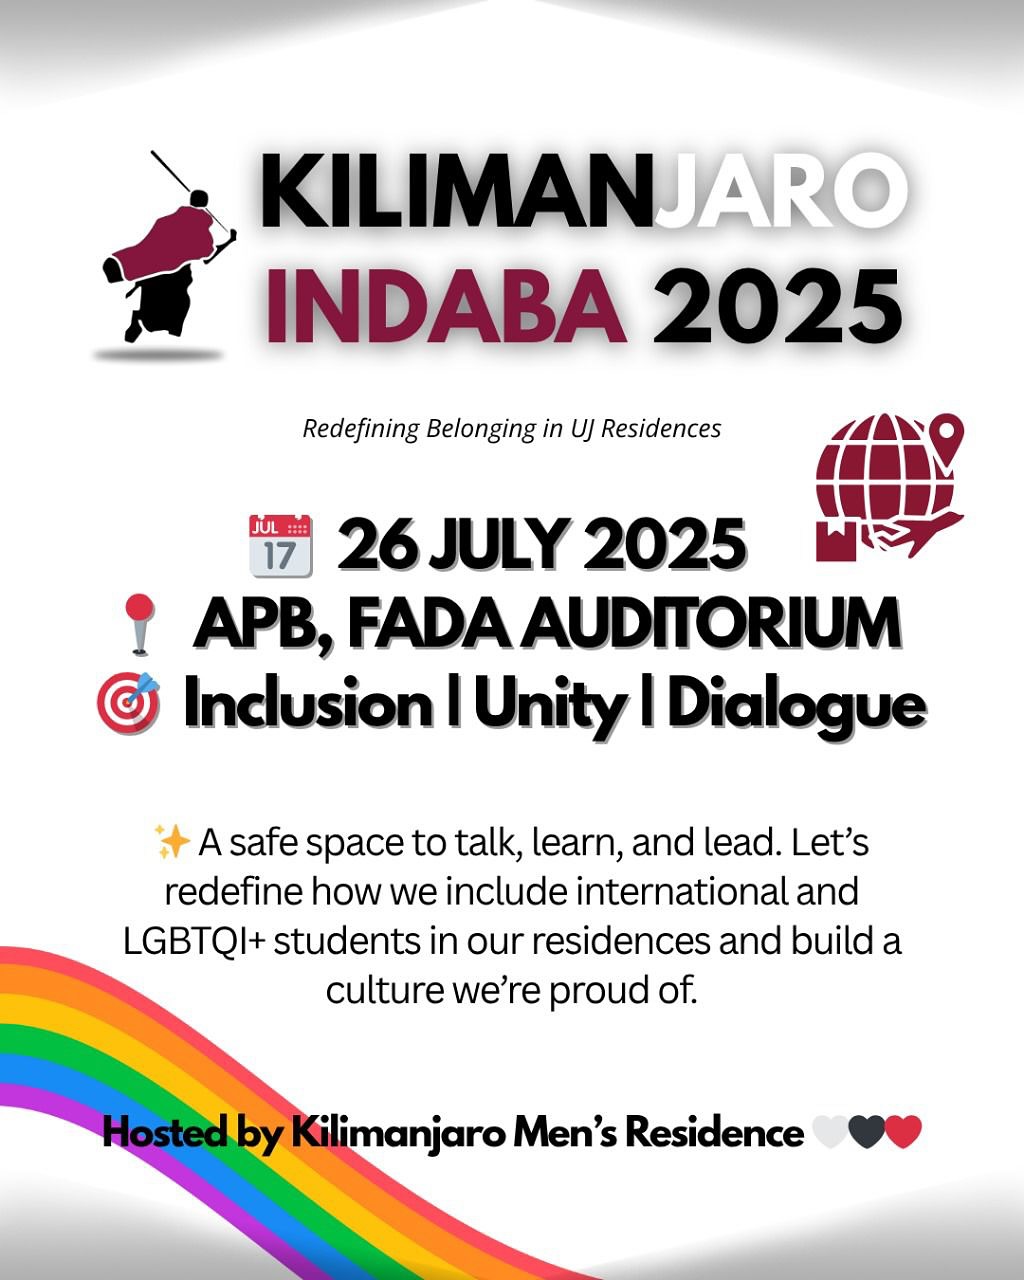 KILIMANJARO
INDABA 2025
Redefining Belonging in UJ Residences
JUL
17
26 JULY 2025
APB, FADA AUDITORIUM
Inclusion | Unity | Dialogue
A safe space to talk, learn, and lead. Let’s
redefine how we include international and
LGBTQI+ students in our residences and build a
culture we’re proud of.
Hosted by Kilimanjaro Men’s Residence